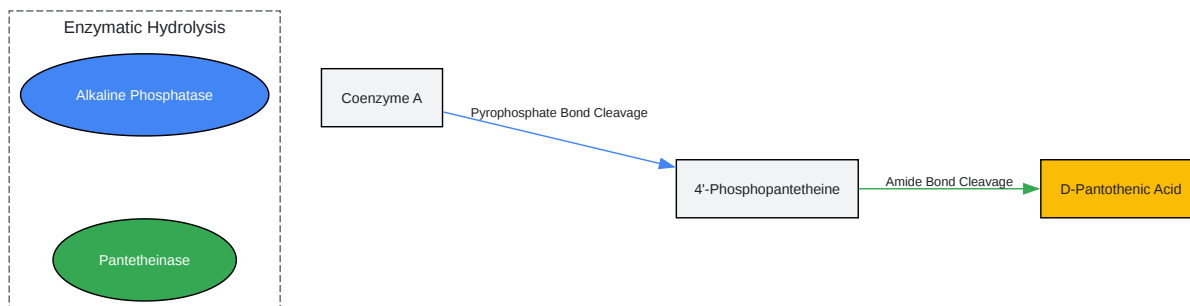 Enzymatic Hydrolysis
Alkaline Phosphatase
Coenzyme A
Pyrophosphate Bond Cleavage
4'-Phosphopantetheine
Amide Bond Cleavage
D-Pantothenic Acid
Pantetheinase